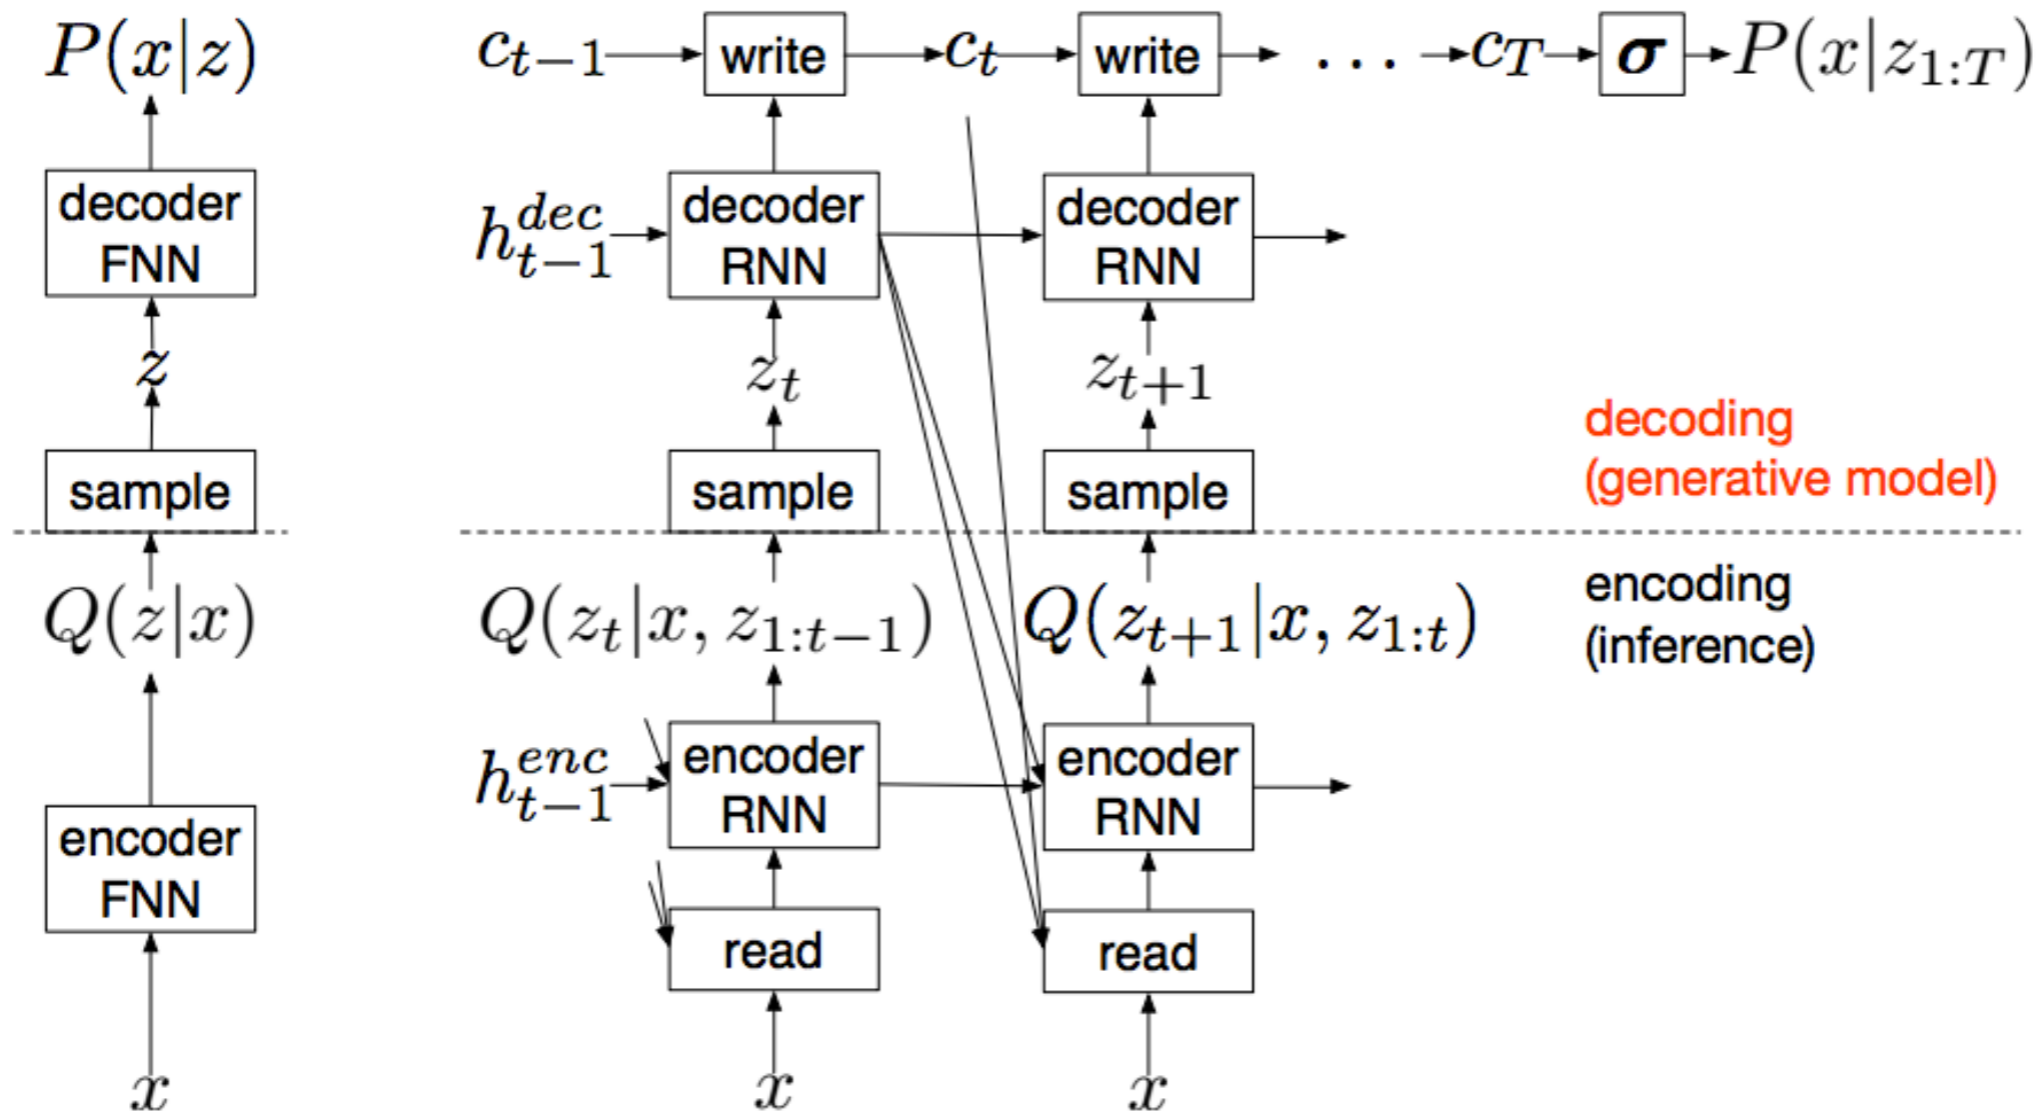 P(x|z)
decoder
FNN
z
sample
Q(z|x)
encoder
FNN
x
c_{t-1} write c_t write ... c_T σ P(x|z_{1:T})
h_{t-1}^{dec} decoder RNN decoder RNN
z_t z_{t+1}
sample sample
decoding
(generative model)
Q(z_t|x, z_{1:t-1}) Q(z_{t+1}|x, z_{1:t})
encoding
(inference)
h_{t-1}^{enc} encoder RNN encoder RNN
read read
x x